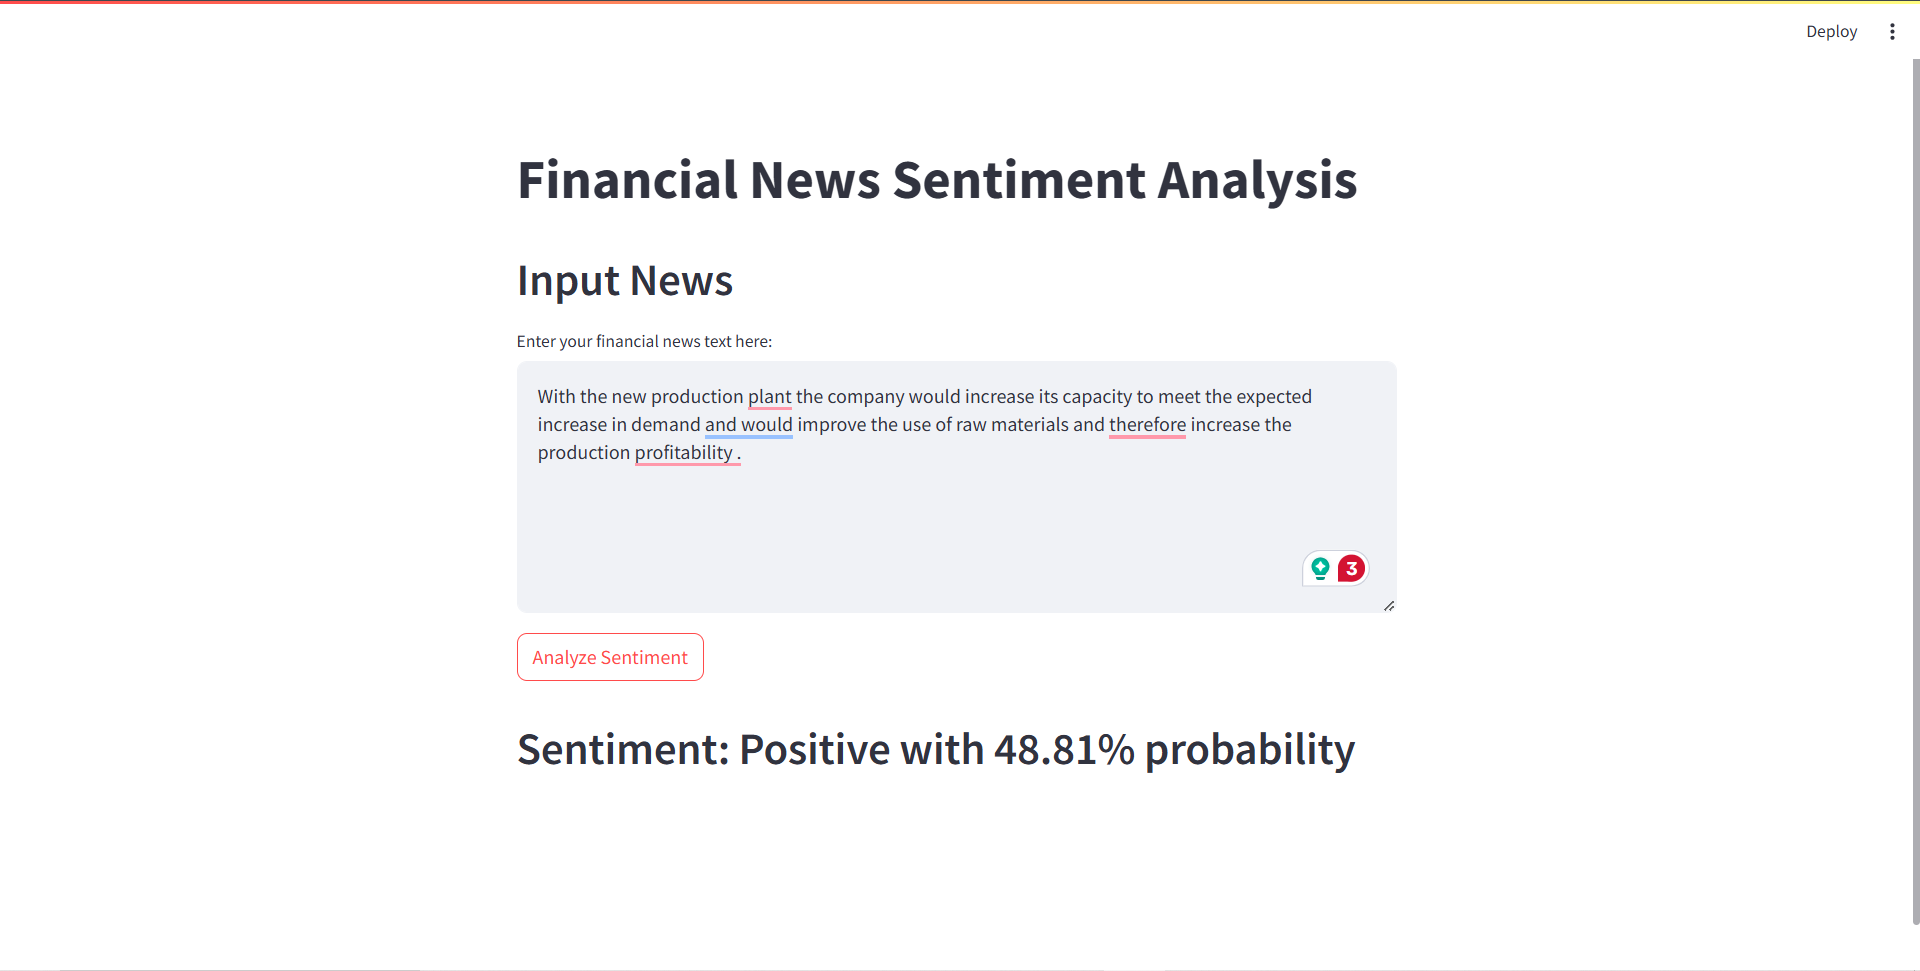 Deploy
Financial News Sentiment Analysis
Input News
Enter your financial news text here:
With the new production plant the company would increase its capacity to meet the expected
increase in demand and would improve the use of raw materials and therefore increase the
production profitability .
3
Analyze Sentiment
Sentiment: Positive with 48.81% probability